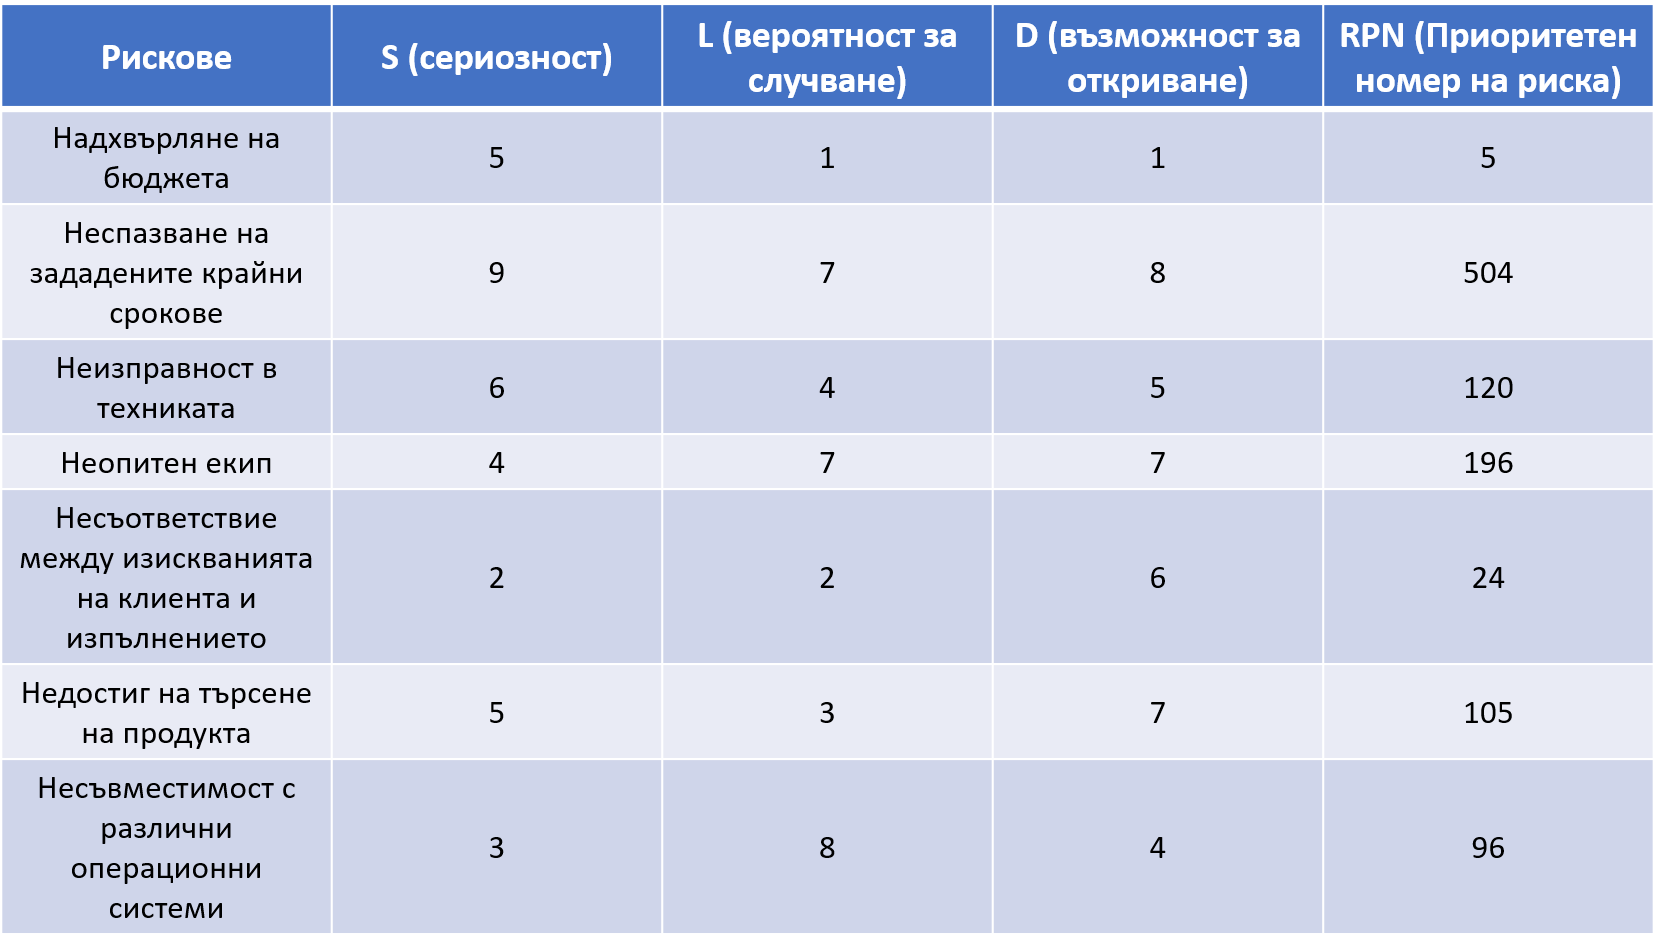 Рискове
S (сериозност)
L (вероятност за
случване)
D (възможност за
откриване)
RPN (Приоритетен
номер на риска)
Надхвърляне на
бюджета
5
1
1
5
Неспазване на
зададените крайни
срокове
9
7
8
504
Неизправност в
техниката
6
4
5
120
Неопитен екип
4
7
7
196
Несъответствие
между изискванията
на клиента и
изпълнението
2
2
6
24
Недостиг на търсене
на продукта
5
3
7
105
Несъвместимост с
различни
операционни
системи
3
8
4
96